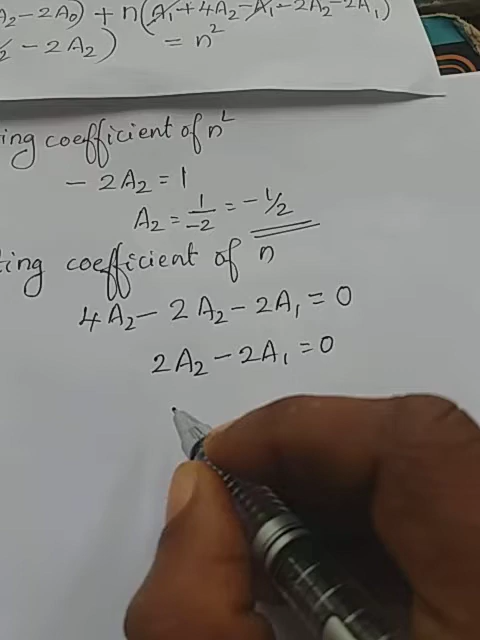 A₂-2A₀) + n(A₁+4A₂-A₁-2A₂-2A₁)
-2A₂) = n²
ing coefficient of n²
-2A₂ = 1
A₂ = 1/-2 = -1/2
ting coefficient of n
4A₂ - 2A₂ - 2A₁ = 0
2A₂ - 2A₁ = 0